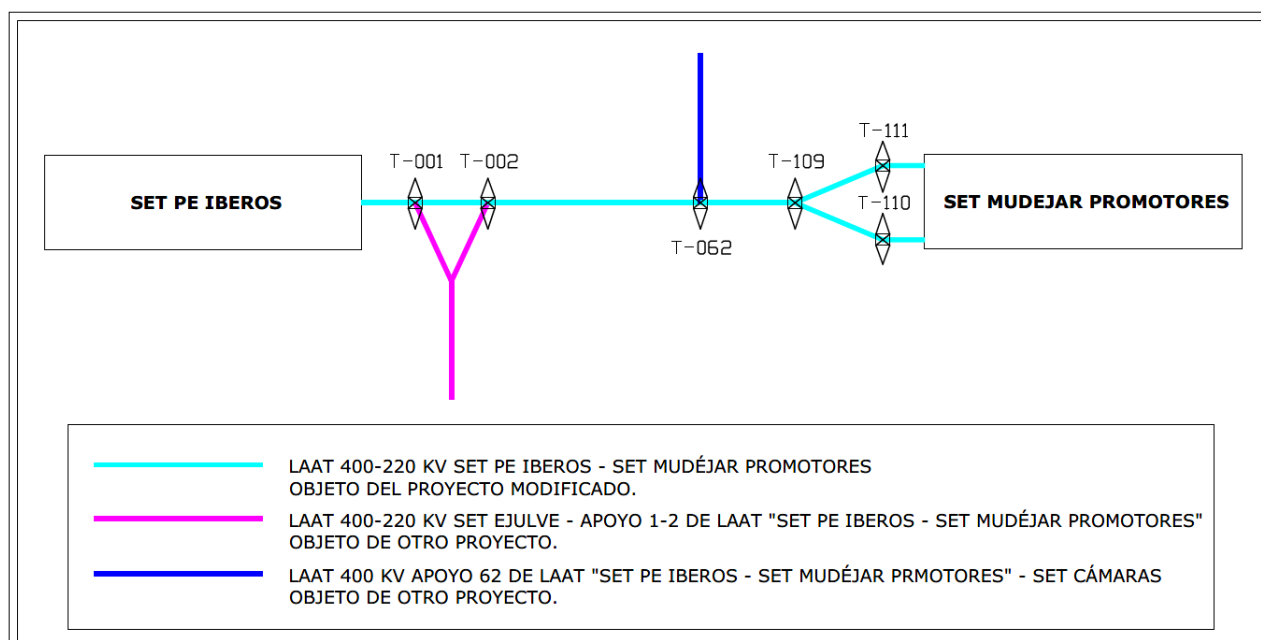 T-111
T-001 T-002 T-109
SET PE IBEROS
T-110
SET MUDEJAR PROMOTORES
T-062
LAAT 400-220 KV SET PE IBEROS - SET MUDÉJAR PROMOTORES
OBJETO DEL PROYECTO MODIFICADO.
LAAT 400-220 KV SET EJULVE - APOYO 1-2 DE LAAT "SET PE IBEROS - SET MUDÉJAR PROMOTORES"
OBJETO DE OTRO PROYECTO.
LAAT 400 KV APOYO 62 DE LAAT "SET PE IBEROS - SET MUDÉJAR PRMOTORES" - SET CÁMARAS
OBJETO DE OTRO PROYECTO.